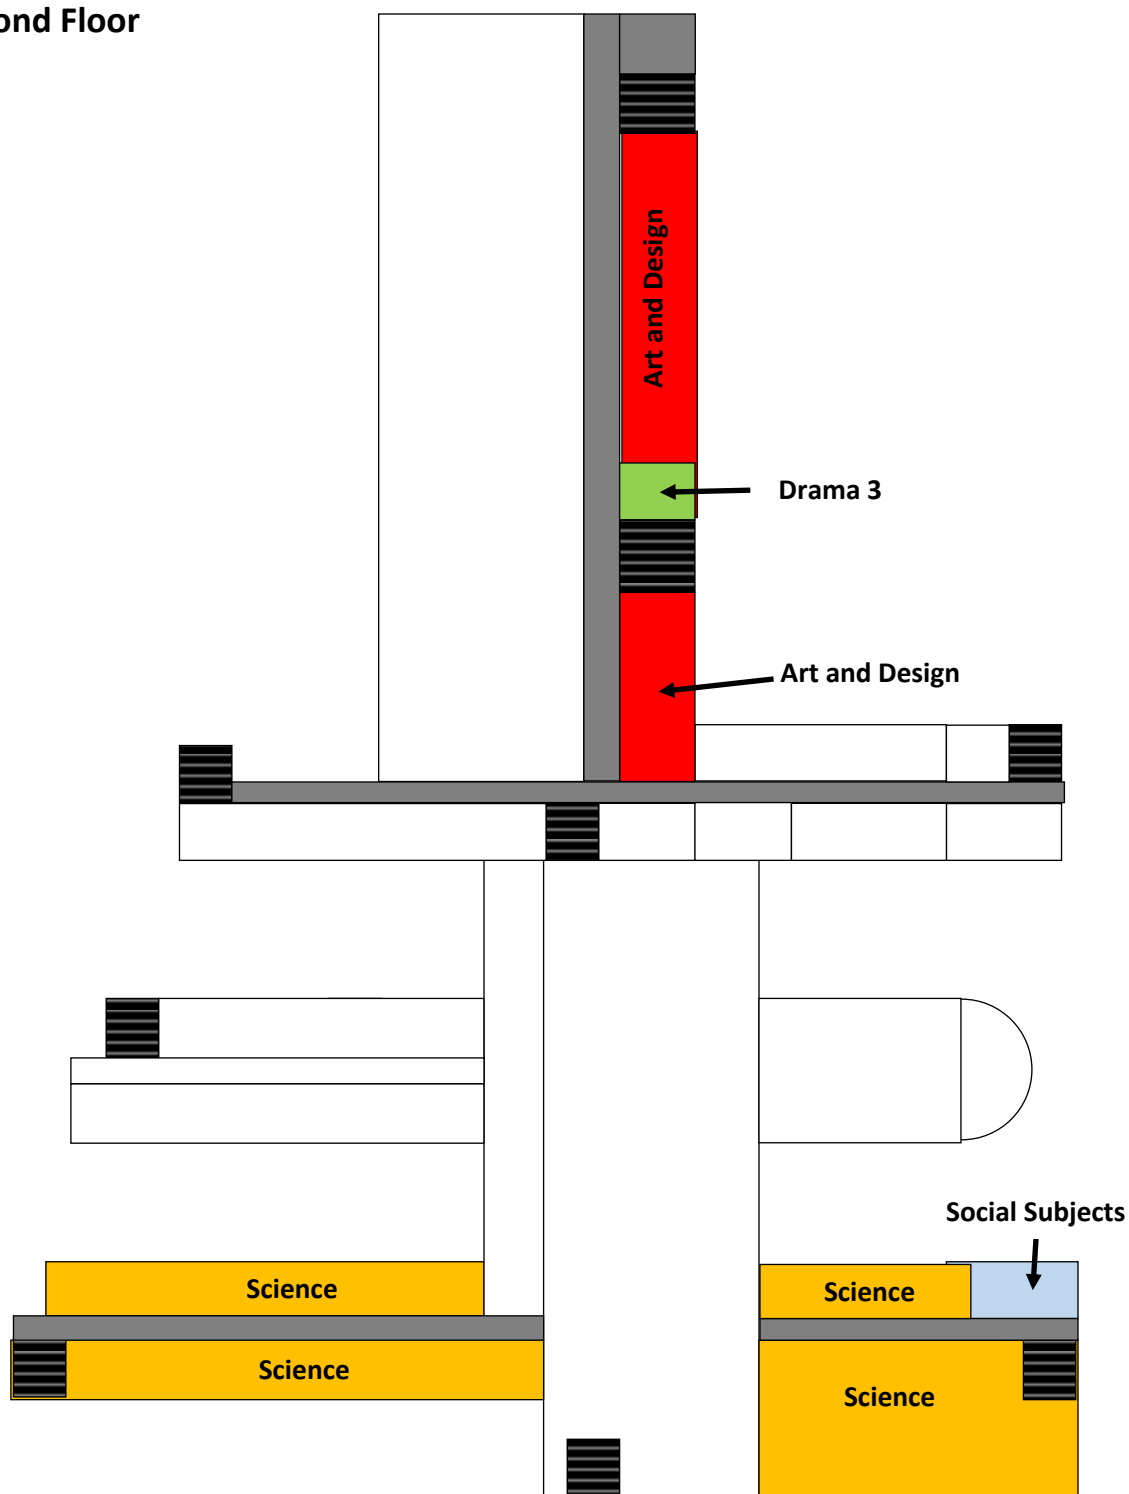 ond Floor
Art and Design
Drama 3
Art and Design
Social Subjects
Science
Science
Science
Science